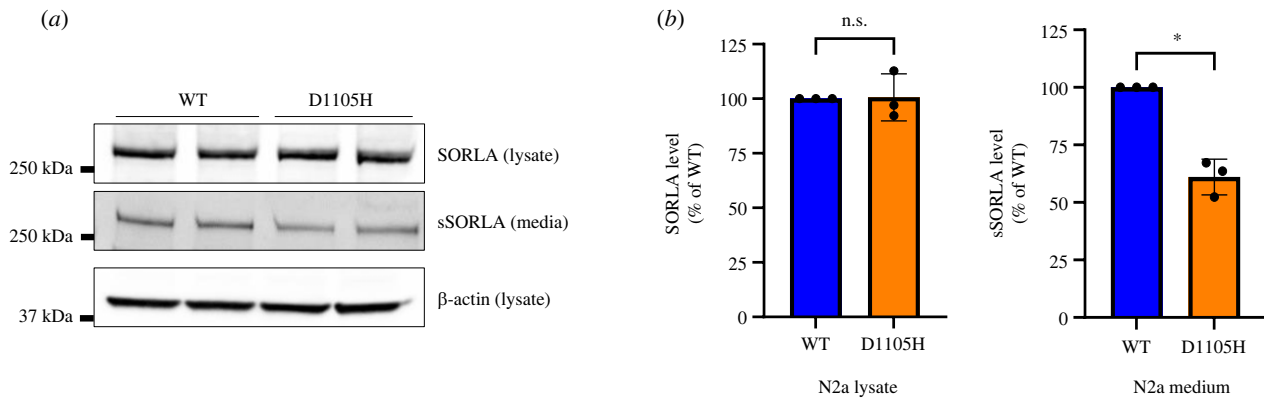 (a)
WT D1105H
SORLA (lysate)
250 kDa
sSORLA (media)
250 kDa
β-actin (lysate)
37 kDa
(b)
n.s.
125
100
75
50
25
0
SORLA level
(% of WT)
WT D1105H
N2a lysate
*
125
100
75
50
25
0
sSORLA level
(% of WT)
WT D1105H
N2a medium